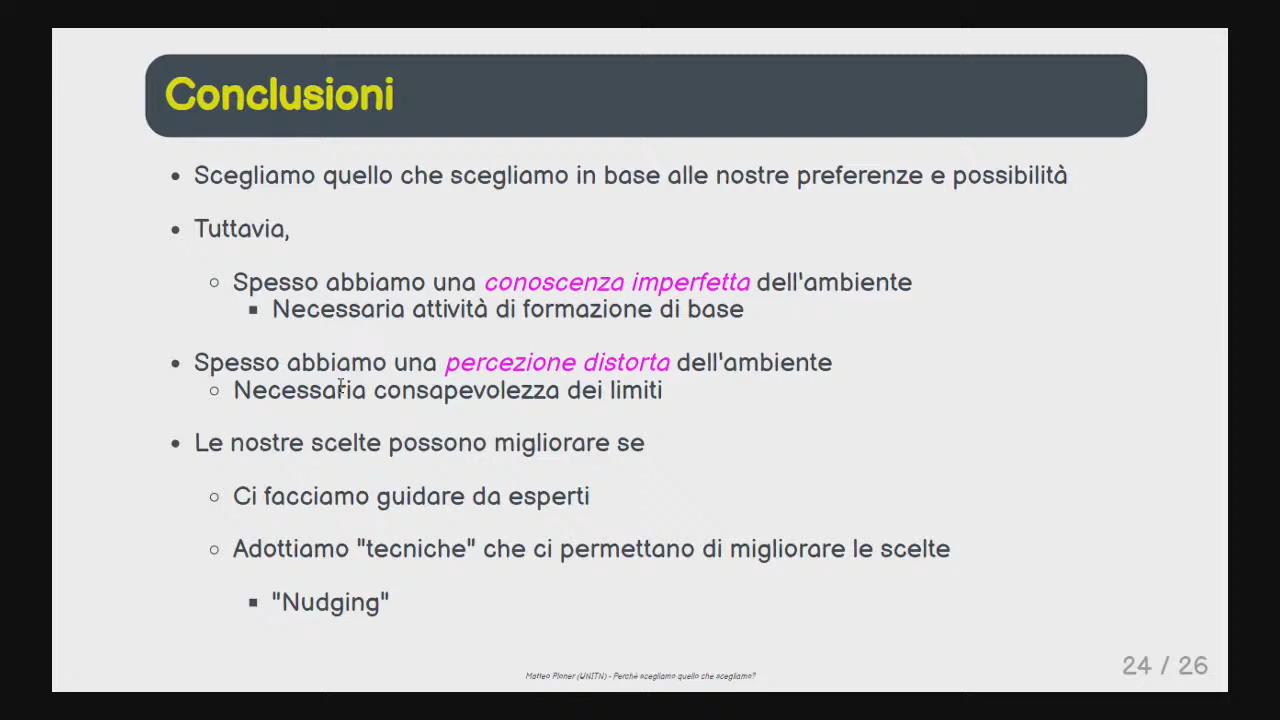 Conclusioni
Scegliamo quello che scegliamo in base alle nostre preferenze e possibilità
Tuttavia,
Spesso abbiamo una conoscenza imperfetta dell'ambiente
Necessaria attività di formazione di base
Spesso abbiamo una percezione distorta dell'ambiente
Necessaria consapevolezza dei limiti
Le nostre scelte possono migliorare se
Ci facciamo guidare da esperti
Adottiamo "tecniche" che ci permettano di migliorare le scelte
"Nudging"
24 / 26
Matteo Ploner (UNITN) - Perché scegliamo quello che scegliamo?